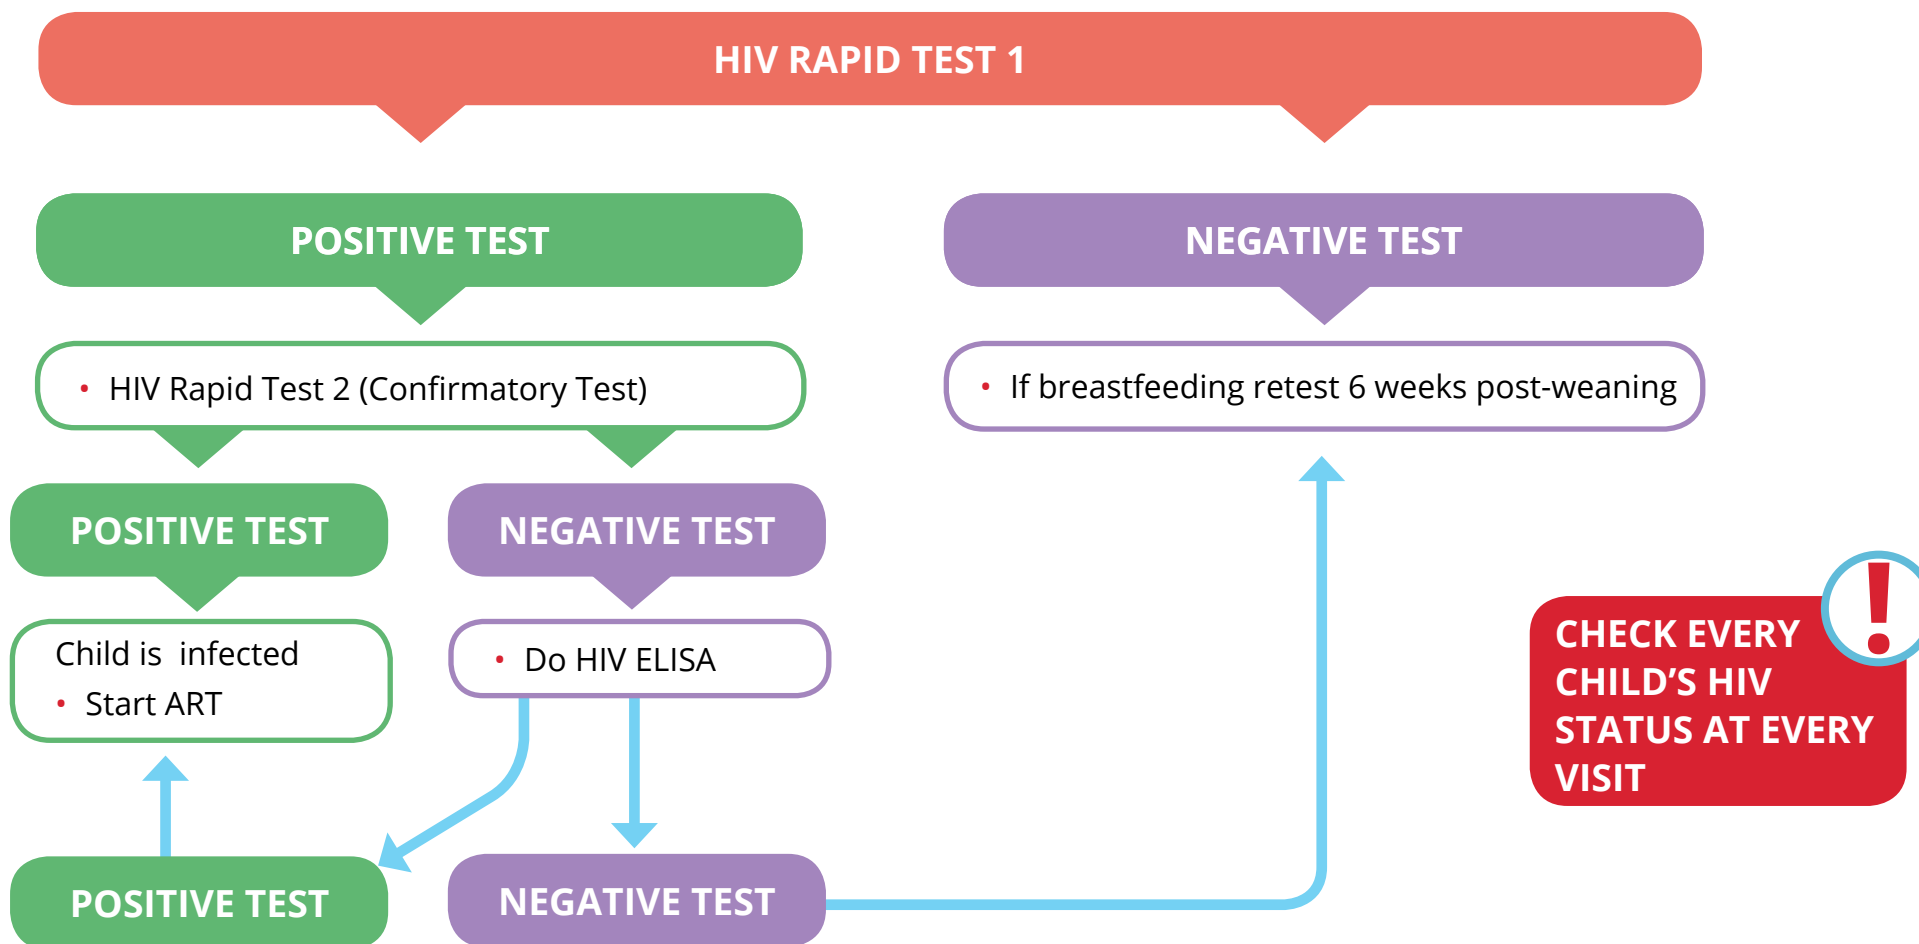 HIV RAPID TEST 1
POSITIVE TEST
NEGATIVE TEST
• HIV Rapid Test 2 (Confirmatory Test)
• If breastfeeding retest 6 weeks post-weaning
POSITIVE TEST
NEGATIVE TEST
Child is infected
• Start ART
• Do HIV ELISA
CHECK EVERY
CHILD’S HIV
STATUS AT EVERY
VISIT
!
POSITIVE TEST
NEGATIVE TEST